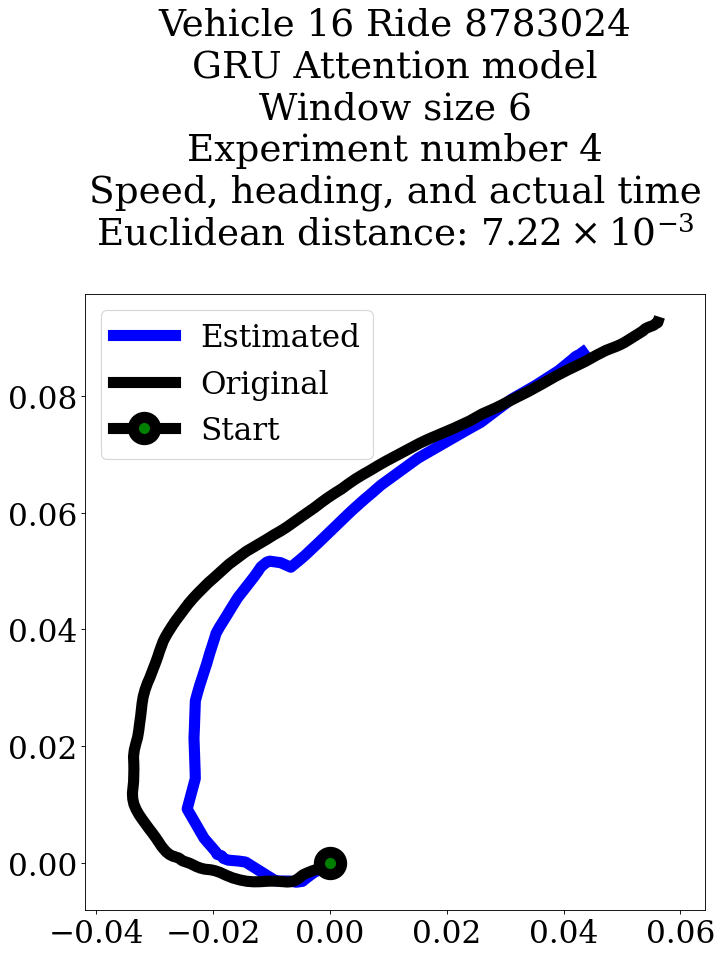 Vehicle 16 Ride 8783024
GRU Attention model
Window size 6
Experiment number 4
Speed, heading, and actual time
Euclidean distance: 7.22 × 10⁻³
Estimated
Original
Start
0.08
0.06
0.04
0.02
0.00
−0.04 −0.02 0.00 0.02 0.04 0.06